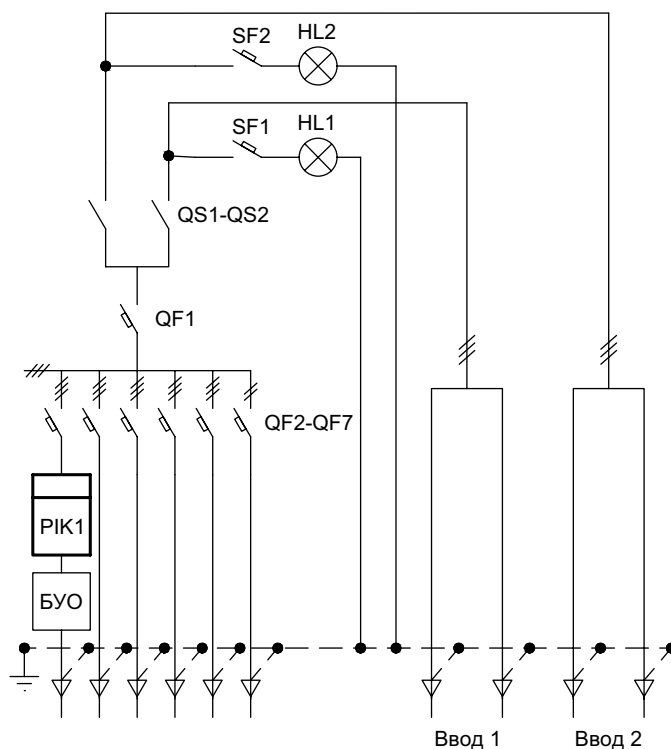 SF2 HL2
SF1 HL1
QS1-QS2
QF1
QF2-QF7
PIK1
БУО
Ввод 1 Ввод 2